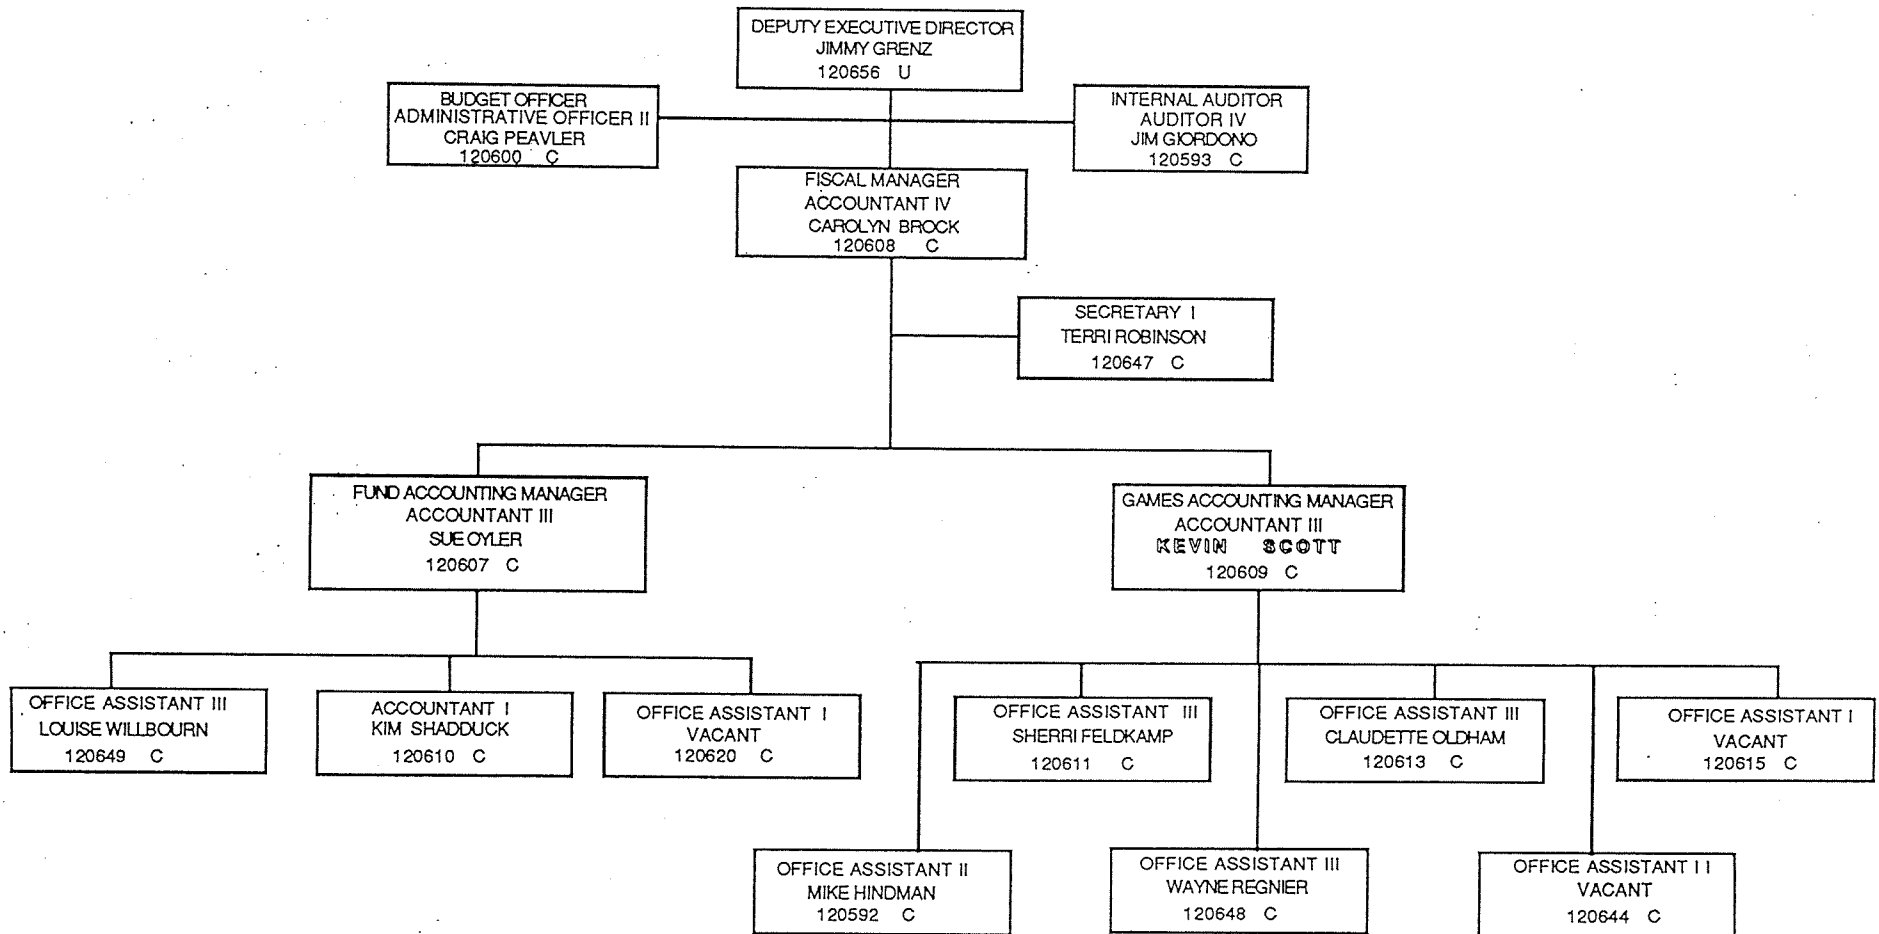 DEPUTY EXECUTIVE DIRECTOR
JIMMY GRENZ
120656 U
BUDGET OFFICER
ADMINISTRATIVE OFFICER II
CRAIG PEAVLER
120600 C
INTERNAL AUDITOR
AUDITOR IV
JIM GIORDONO
120593 C
FISCAL MANAGER
ACCOUNTANT IV
CAROLYN BROCK
120608 C
SECRETARY I
TERRI ROBINSON
120647 C
FUND ACCOUNTING MANAGER
ACCOUNTANT III
SUE OYLER
120607 C
GAMES ACCOUNTING MANAGER
ACCOUNTANT III
KEVIN SCOTT
120609 C
OFFICE ASSISTANT III
LOUISE WILLBOURN
120649 C
ACCOUNTANT I
KIM SHADDUCK
120610 C
OFFICE ASSISTANT I
VACANT
120620 C
OFFICE ASSISTANT III
SHERRI FELDKAMP
120611 C
OFFICE ASSISTANT III
CLAUDETTE OLDHAM
120613 C
OFFICE ASSISTANT I
VACANT
120615 C
OFFICE ASSISTANT II
MIKE HINDMAN
120592 C
OFFICE ASSISTANT III
WAYNE REGNIER
120648 C
OFFICE ASSISTANT I I
VACANT
120644 C